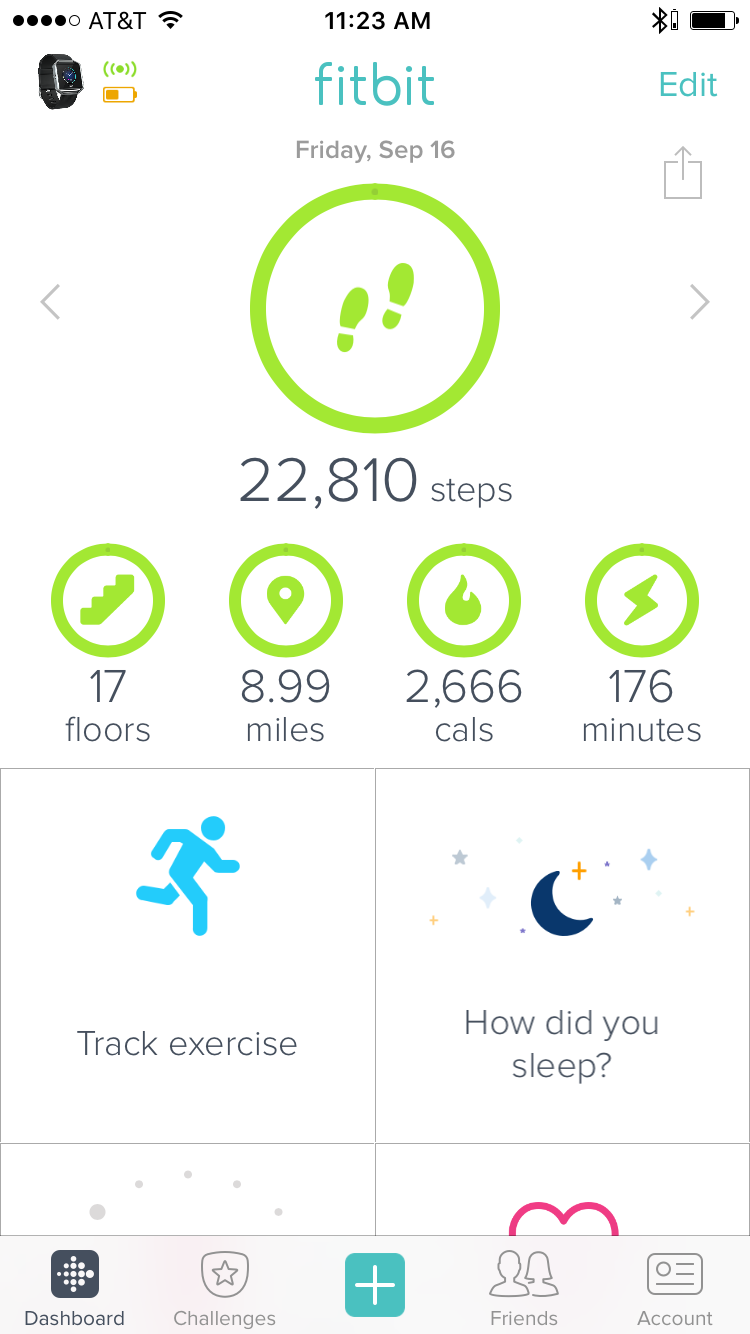 AT&T 11:23 AM
fitbit Edit
Friday, Sep 16
22,810 steps
17 8.99 2,666 176
floors miles cals minutes
Track exercise
How did you
sleep?
Dashboard Challenges Friends Account